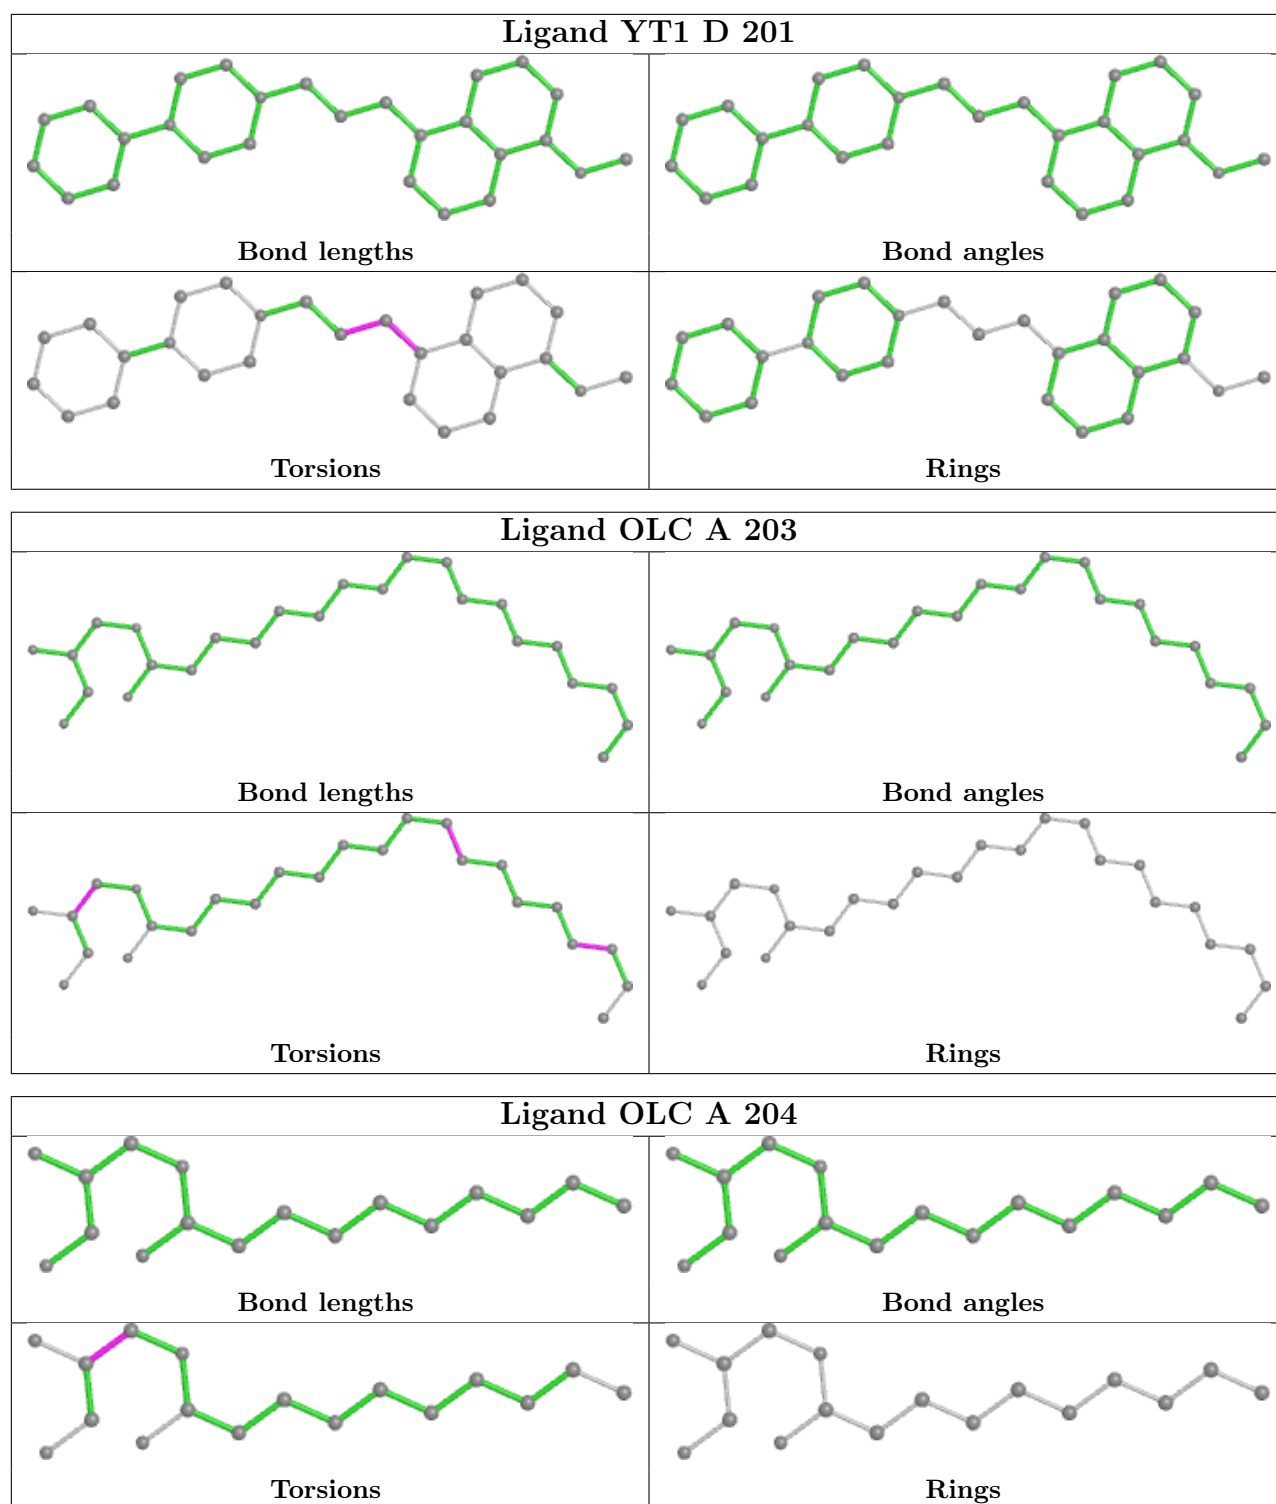 Ligand YT1 D 201
Bond lengths
Bond angles
Torsions
Rings
Ligand OLC A 203
Bond lengths
Bond angles
Torsions
Rings
Ligand OLC A 204
Bond lengths
Bond angles
Torsions
Rings